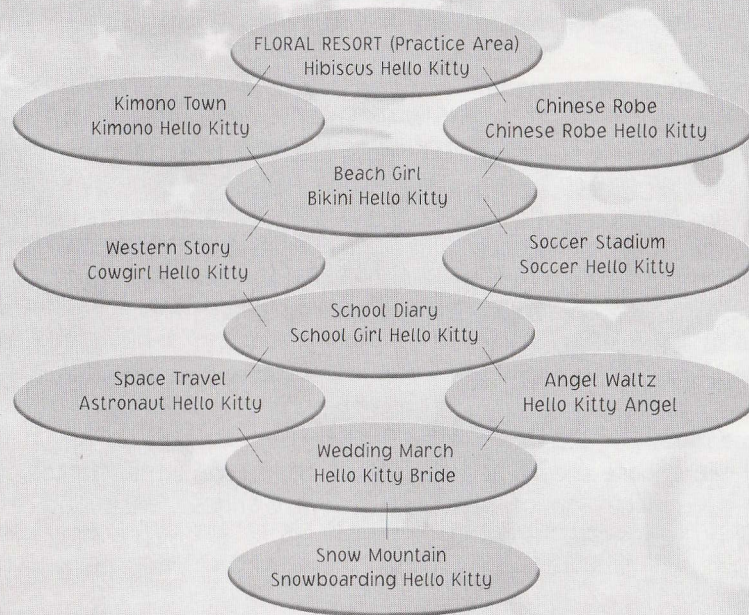 FLORAL RESORT (Practice Area)
Hibiscus Hello Kitty
Kimono Town
Kimono Hello Kitty
Chinese Robe
Chinese Robe Hello Kitty
Beach Girl
Bikini Hello Kitty
Western Story
Cowgirl Hello Kitty
Soccer Stadium
Soccer Hello Kitty
School Diary
School Girl Hello Kitty
Space Travel
Astronaut Hello Kitty
Angel Waltz
Hello Kitty Angel
Wedding March
Hello Kitty Bride
Snow Mountain
Snowboarding Hello Kitty